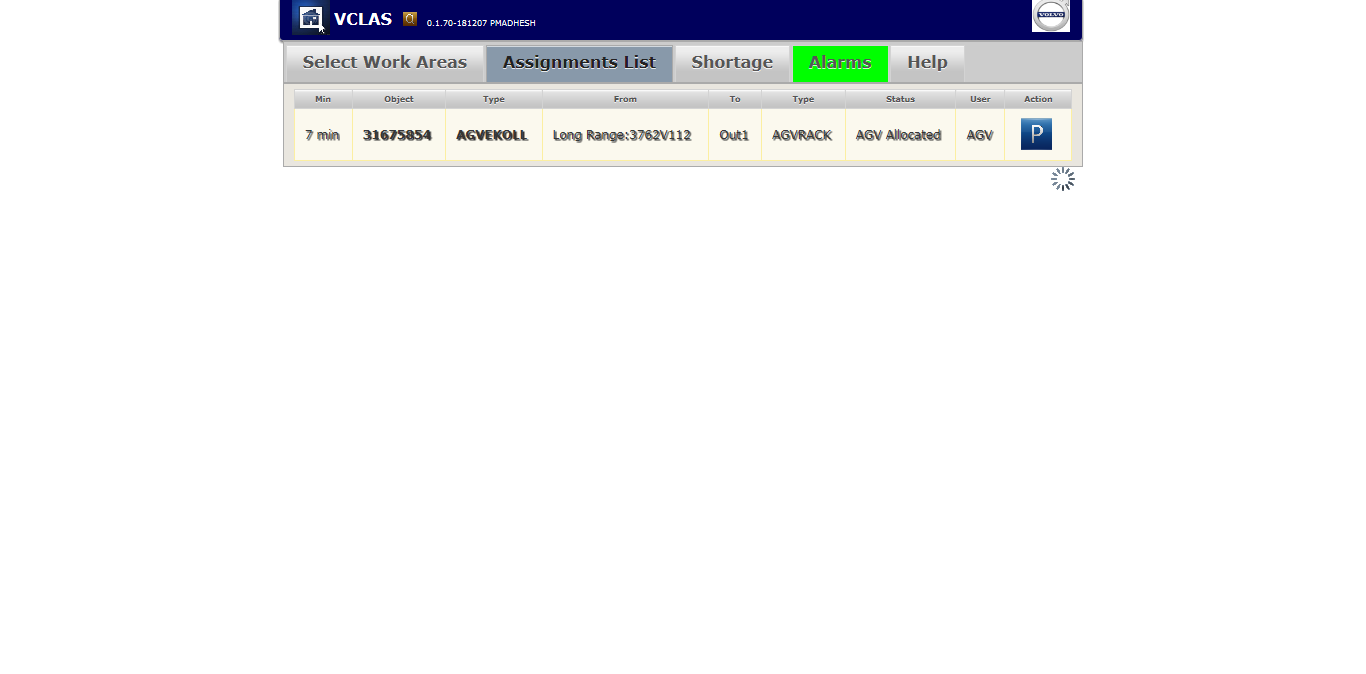 VCLAS α 0.1.70-181207 PMADHESH
VOLVO
Select Work Areas Assignments List Shortage Alarms Help
Min Object Type From To Type Status User Action
7 min 31675854 AGVEKOLL Long Range:3762V112 Out1 AGVRACK AGV Allocated AGV P